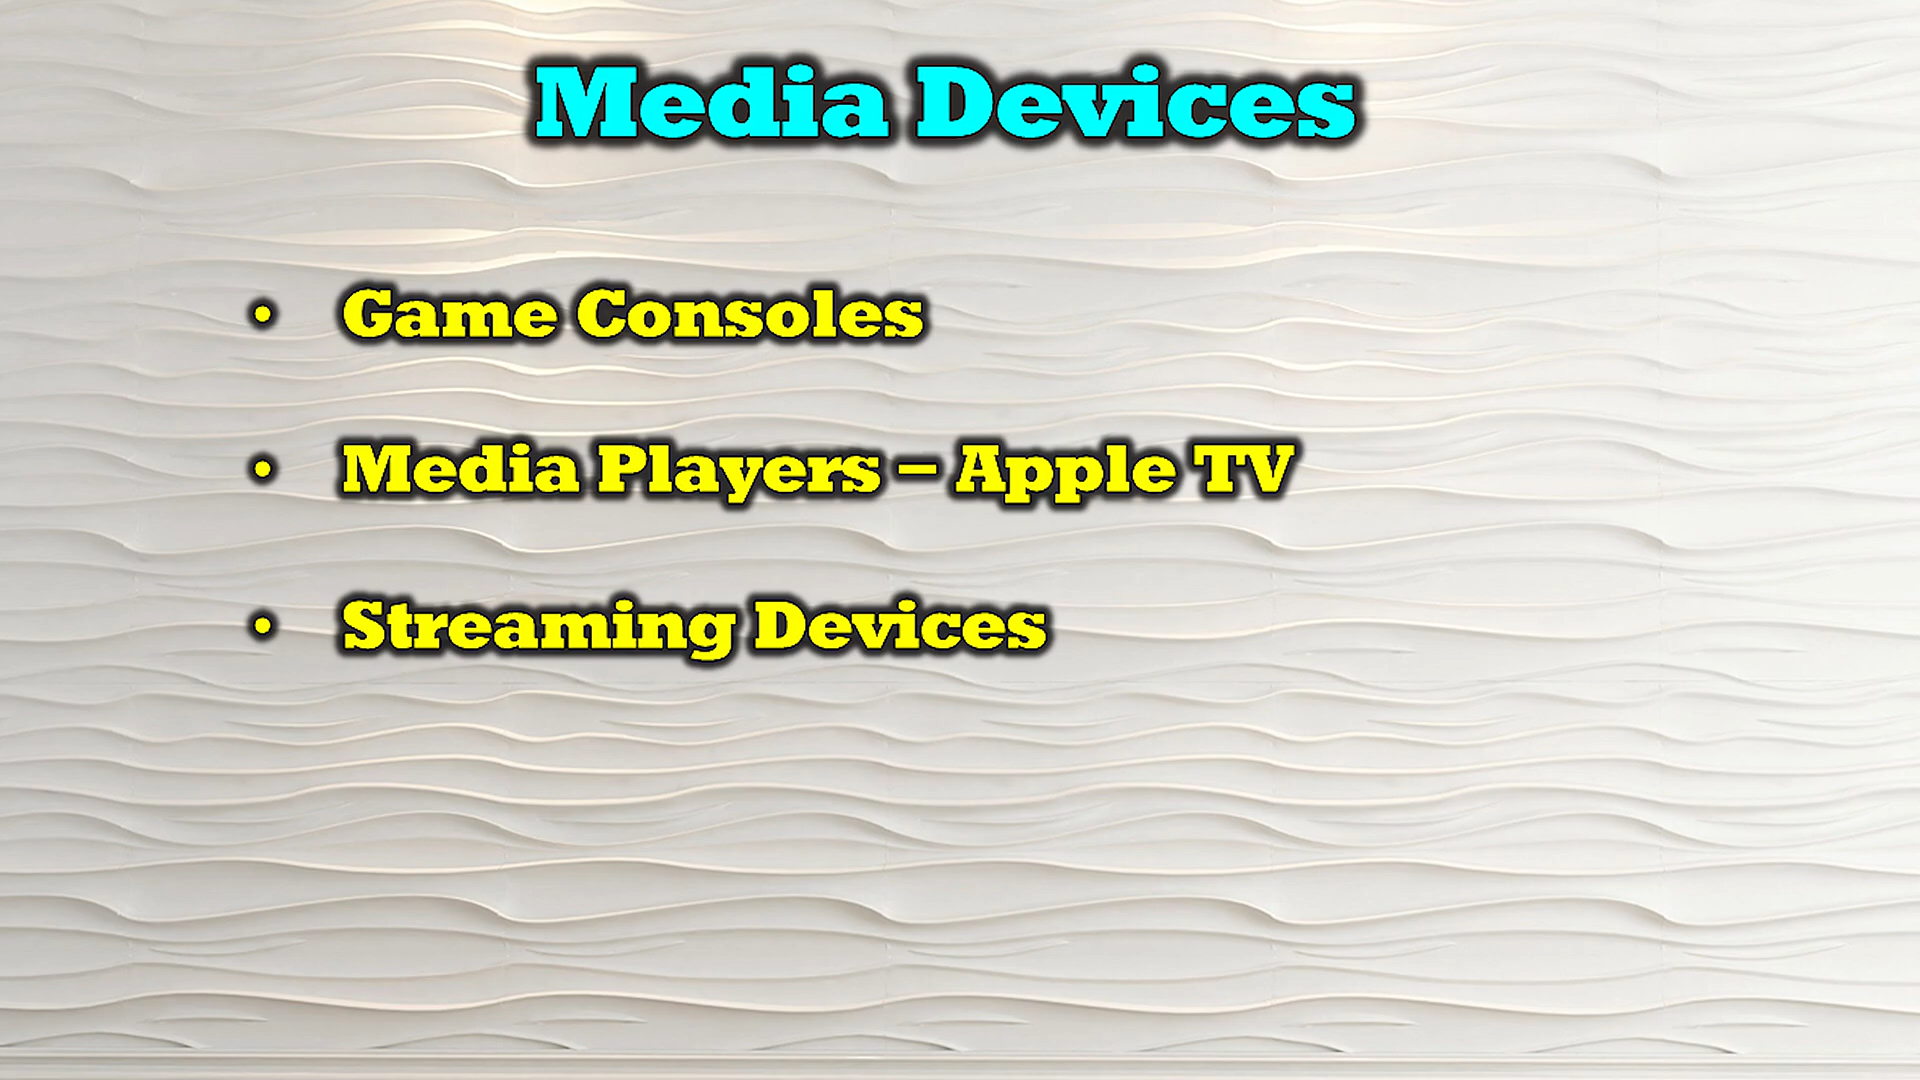 Media Devices
• Game Consoles
• Media Players – Apple TV
• Streaming Devices